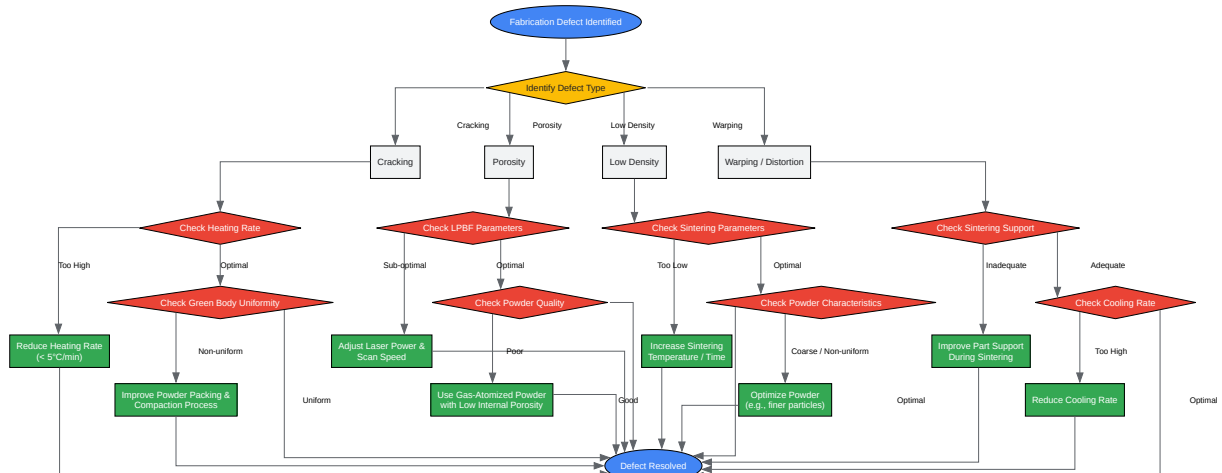 Fabrication Defect Identified
Identify Defect Type
Cracking
Porosity
Low Density
Warping
Cracking
Porosity
Low Density
Warping / Distortion
Check Heating Rate
Check LPBF Parameters
Check Sintering Parameters
Check Sintering Support
Too High
Optimal
Sub-optimal
Optimal
Too Low
Optimal
Inadequate
Adequate
Check Green Body Uniformity
Check Powder Quality
Check Powder Characteristics
Check Cooling Rate
Reduce Heating Rate
(< 5°C/min)
Non-uniform
Adjust Laser Power &
Scan Speed
Poor
Increase Sintering
Temperature / Time
Coarse / Non-uniform
Improve Part Support
During Sintering
Too High
Improve Powder Packing &
Compaction Process
Uniform
Use Gas-Atomized Powder
with Low Internal Porosity
Good
Optimize Powder
(e.g., finer particles)
Optimal
Reduce Cooling Rate
Optimal
Defect Resolved